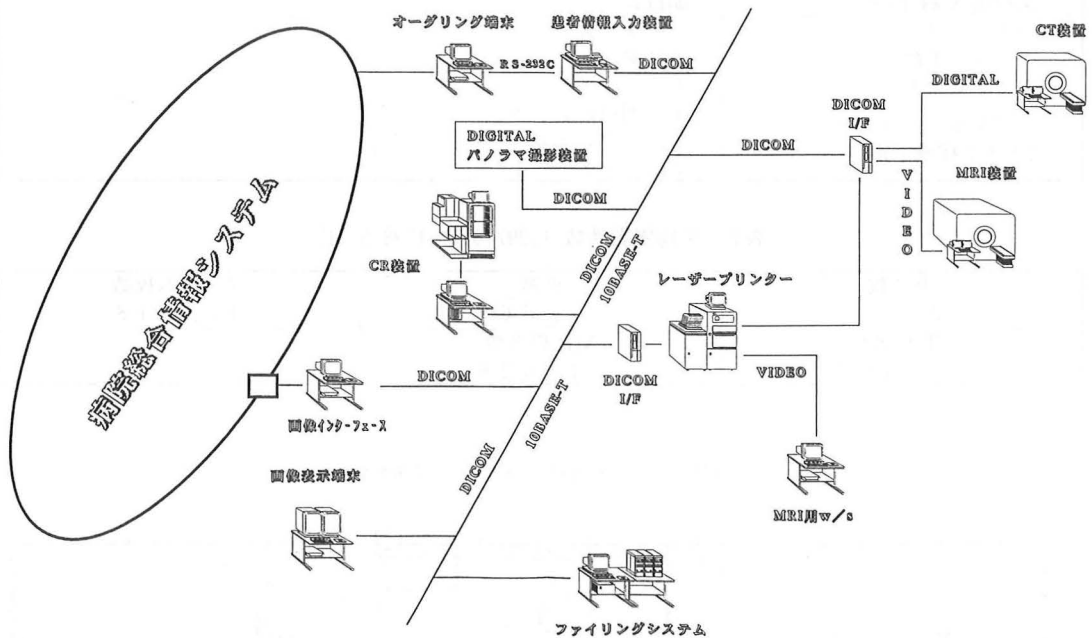 オーダリング端末
患者情報入力装置
CT装置
RS-232C
DICOM
DIGITAL
DICOM
I/F
DIGITAL
パノラマ撮影装置
DICOM
VIDEO
MRI装置
DICOM
病院総合情報システム
CR装置
DICOM
10BASE-T
レーザープリンター
DICOM
DICOM
I/F
VIDEO
画像インターフェース
10BASE-T
DICOM
画像表示端末
MRI用w/s
ファイリングシステム